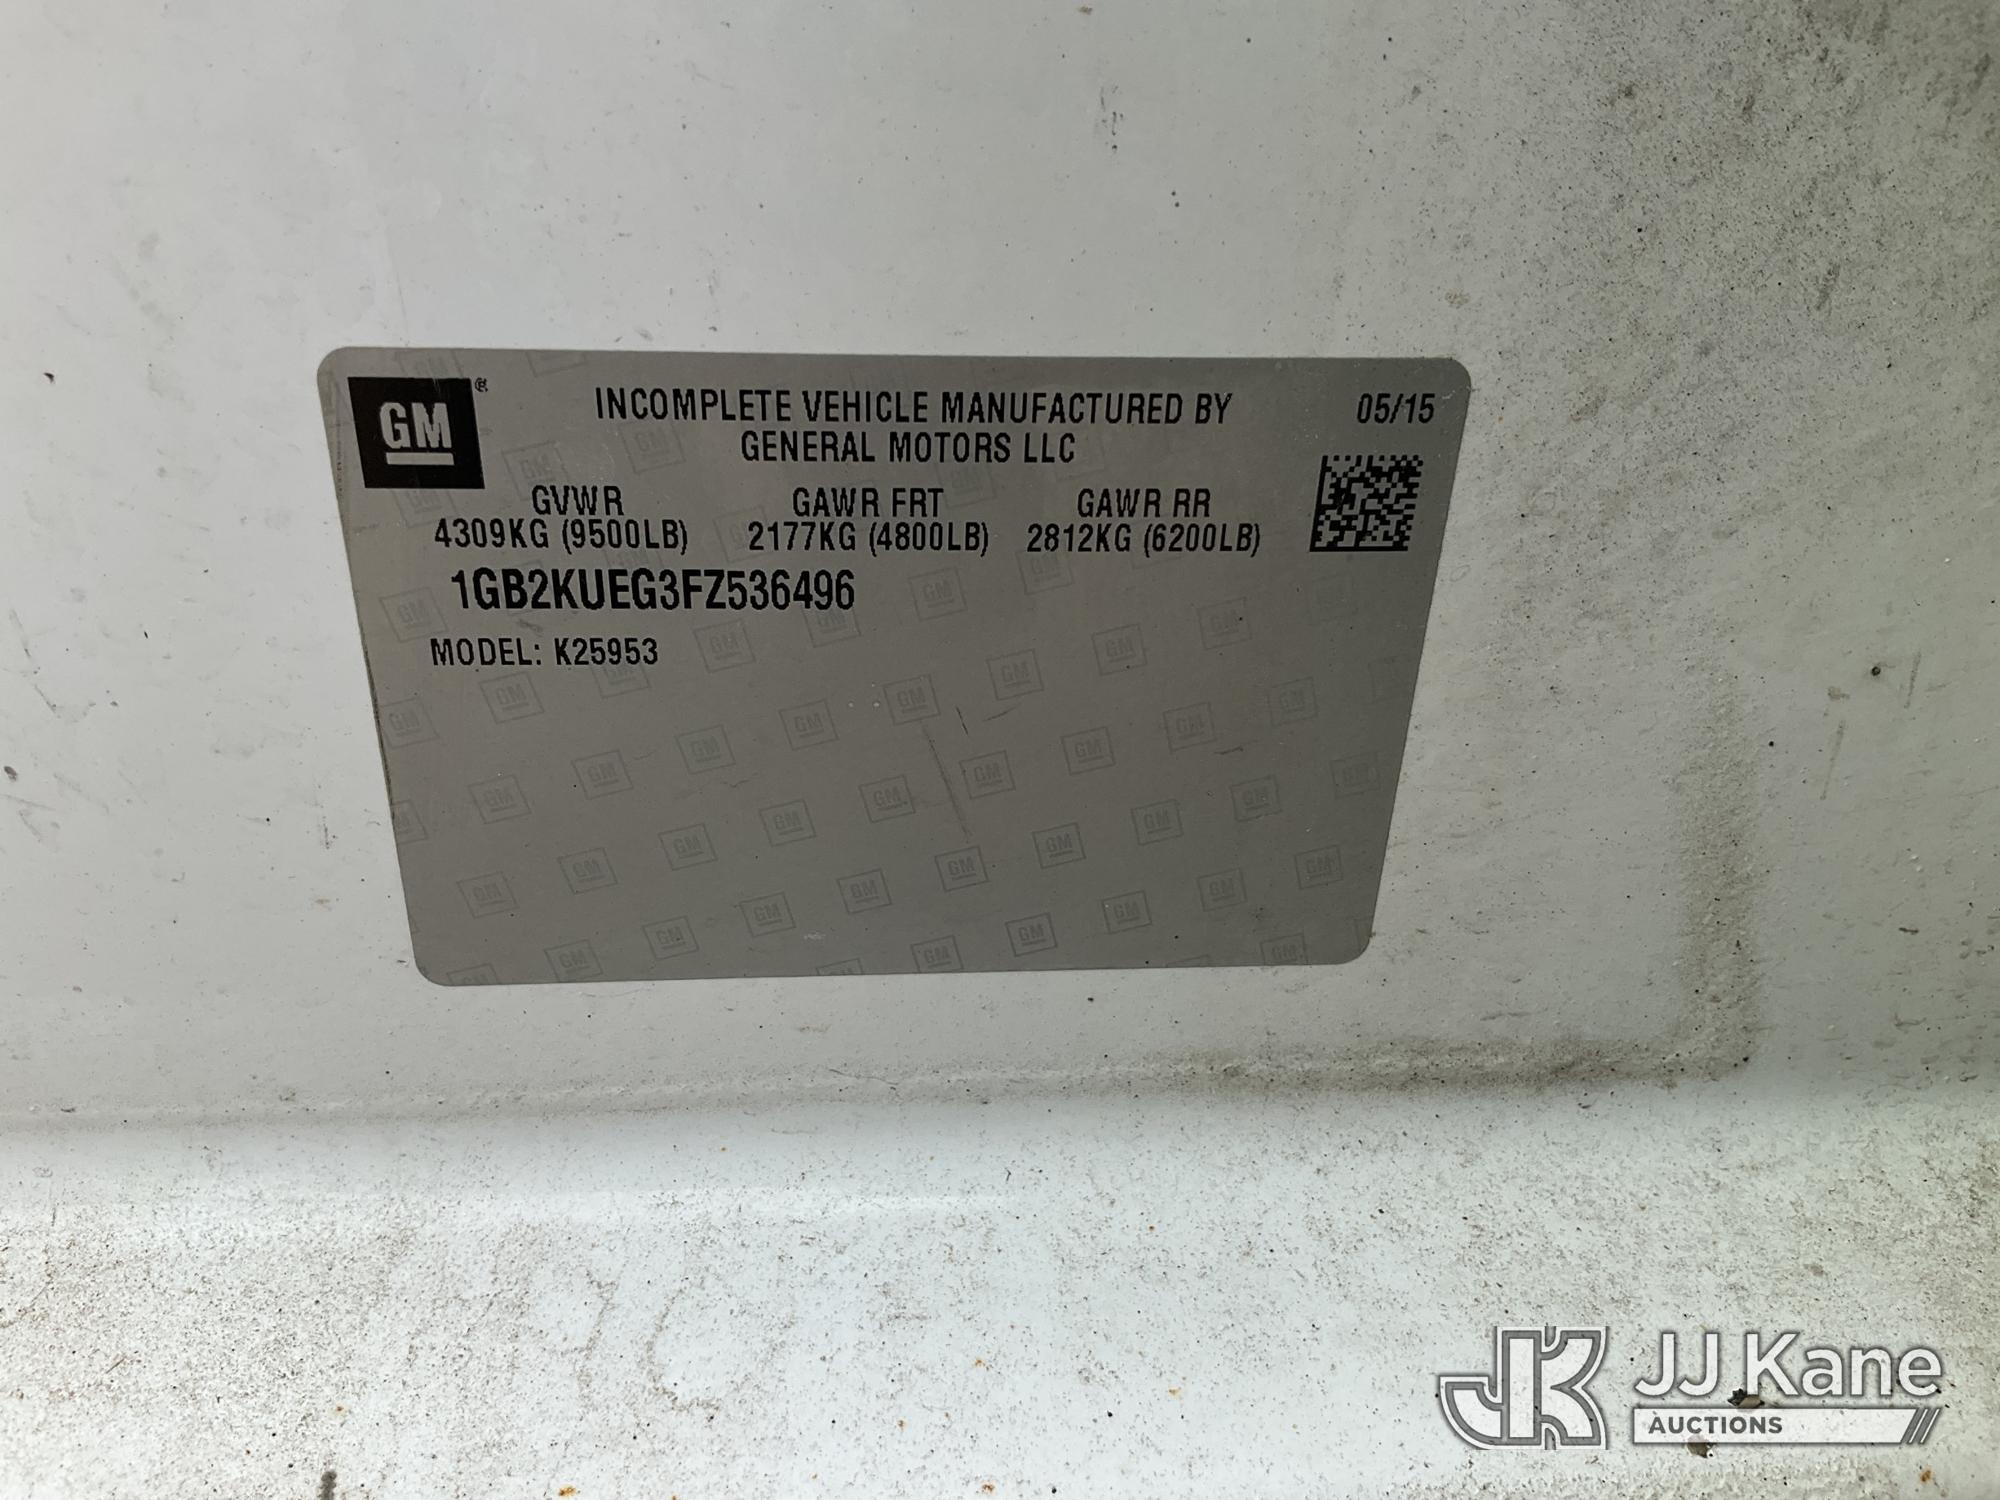 GM®
INCOMPLETE VEHICLE MANUFACTURED BY
GENERAL MOTORS LLC
05/15
GVWR GAWR FRT GAWR RR
4309KG (9500LB) 2177KG (4800LB) 2812KG (6200LB)
1GB2KUEG3FZ536496
MODEL: K25953
JK JJ Kane
AUCTIONS